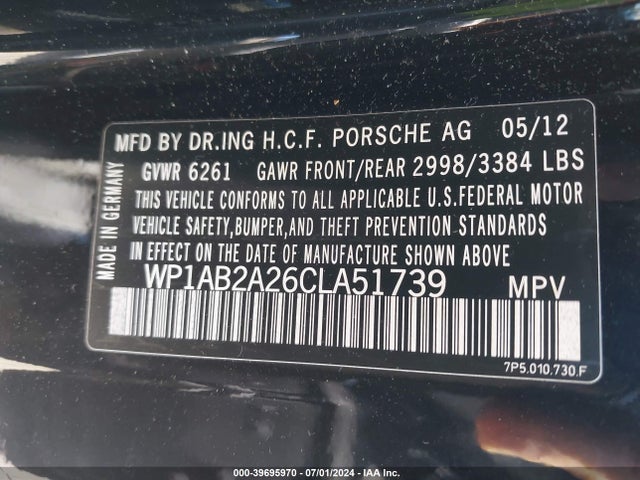 MADE IN GERMANY
MFD BY DR.ING H.C.F. PORSCHE AG 05/12
GVWR 6261 GAWR FRONT/REAR 2998/3384 LBS
THIS VEHICLE CONFORMS TO ALL APPLICABLE U.S.FEDERAL MOTOR
VEHICLE SAFETY,BUMPER,AND THEFT PREVENTION STANDARDS
IN EFFECT ON DATE OF MANUFACTURE SHOWN ABOVE
WP1AB2A26CLA51739 MPV
7P5.010.730.F
000-39695970 - 07/01/2024 - IAA Inc.